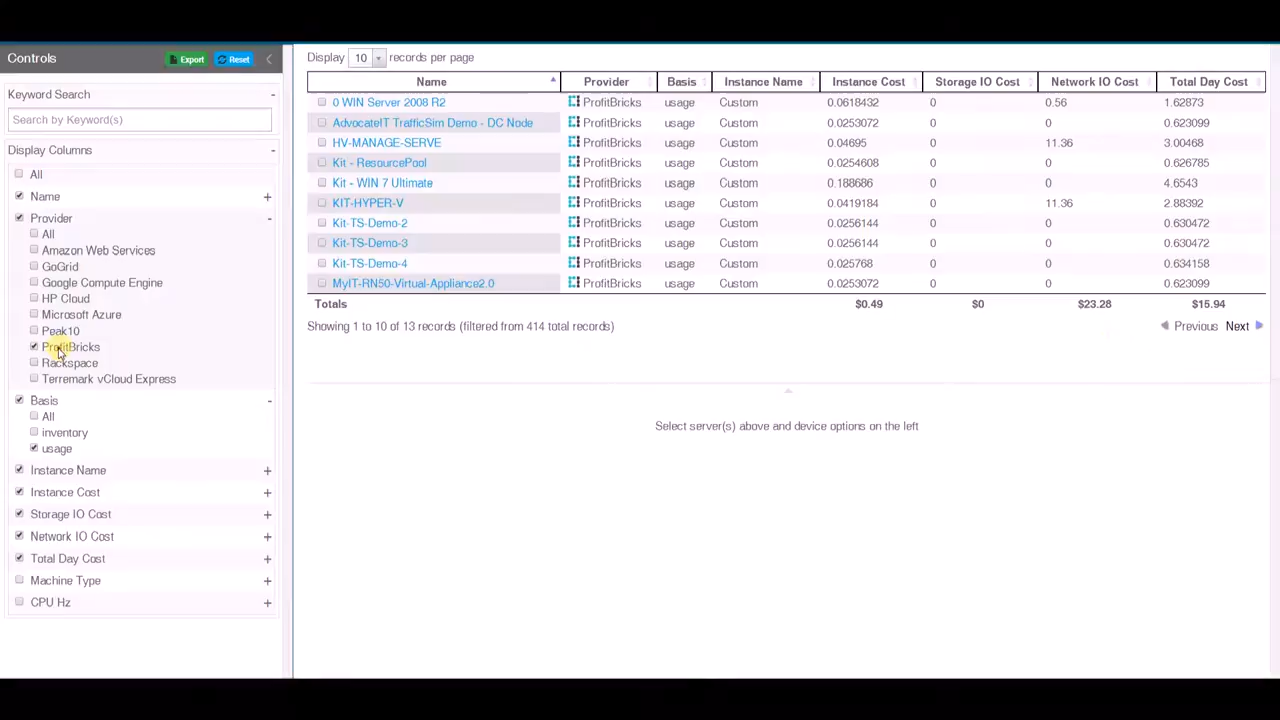 Controls Export Reset
Keyword Search -
Search by Keyword(s)
Display Columns -
All
Name +
Provider -
All
Amazon Web Services
GoGrid
Google Compute Engine
HP Cloud
Microsoft Azure
Peak10
ProfitBricks
Rackspace
Terremark vCloud Express
Basis -
All
inventory
usage
Instance Name +
Instance Cost +
Storage IO Cost +
Network IO Cost +
Total Day Cost +
Machine Type +
CPU Hz +
Display 10 records per page
Name Provider Basis Instance Name Instance Cost Storage IO Cost Network IO Cost Total Day Cost
0 WIN Server 2008 R2 ProfitBricks usage Custom 0.0618432 0 0.56 1.62873
AdvocateIT TrafficSim Demo - DC Node ProfitBricks usage Custom 0.0253072 0 0 0.623099
HV-MANAGE-SERVE ProfitBricks usage Custom 0.04695 0 11.36 3.00468
Kit - ResourcePool ProfitBricks usage Custom 0.0254608 0 0 0.626785
Kit - WIN 7 Ultimate ProfitBricks usage Custom 0.188686 0 0 4.6543
KIT-HYPER-V ProfitBricks usage Custom 0.0419184 0 11.36 2.88392
Kit-TS-Demo-2 ProfitBricks usage Custom 0.0256144 0 0 0.630472
Kit-TS-Demo-3 ProfitBricks usage Custom 0.0256144 0 0 0.630472
Kit-TS-Demo-4 ProfitBricks usage Custom 0.025768 0 0 0.634158
MyIT-RN50-Virtual-Appliance2.0 ProfitBricks usage Custom 0.0253072 0 0 0.623099
Totals $0.49 $0 $23.28 $15.94
Showing 1 to 10 of 13 records (filtered from 414 total records) Previous Next
Select server(s) above and device options on the left